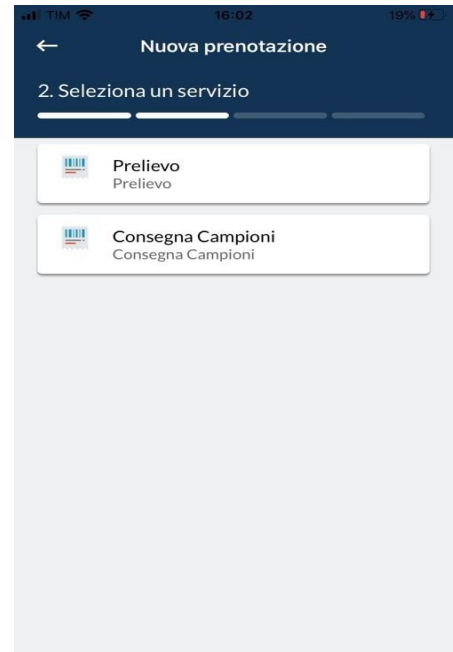 TIM 16:02 19%
Nuova prenotazione
2. Seleziona un servizio
Prelievo
Prelievo
Consegna Campioni
Consegna Campioni